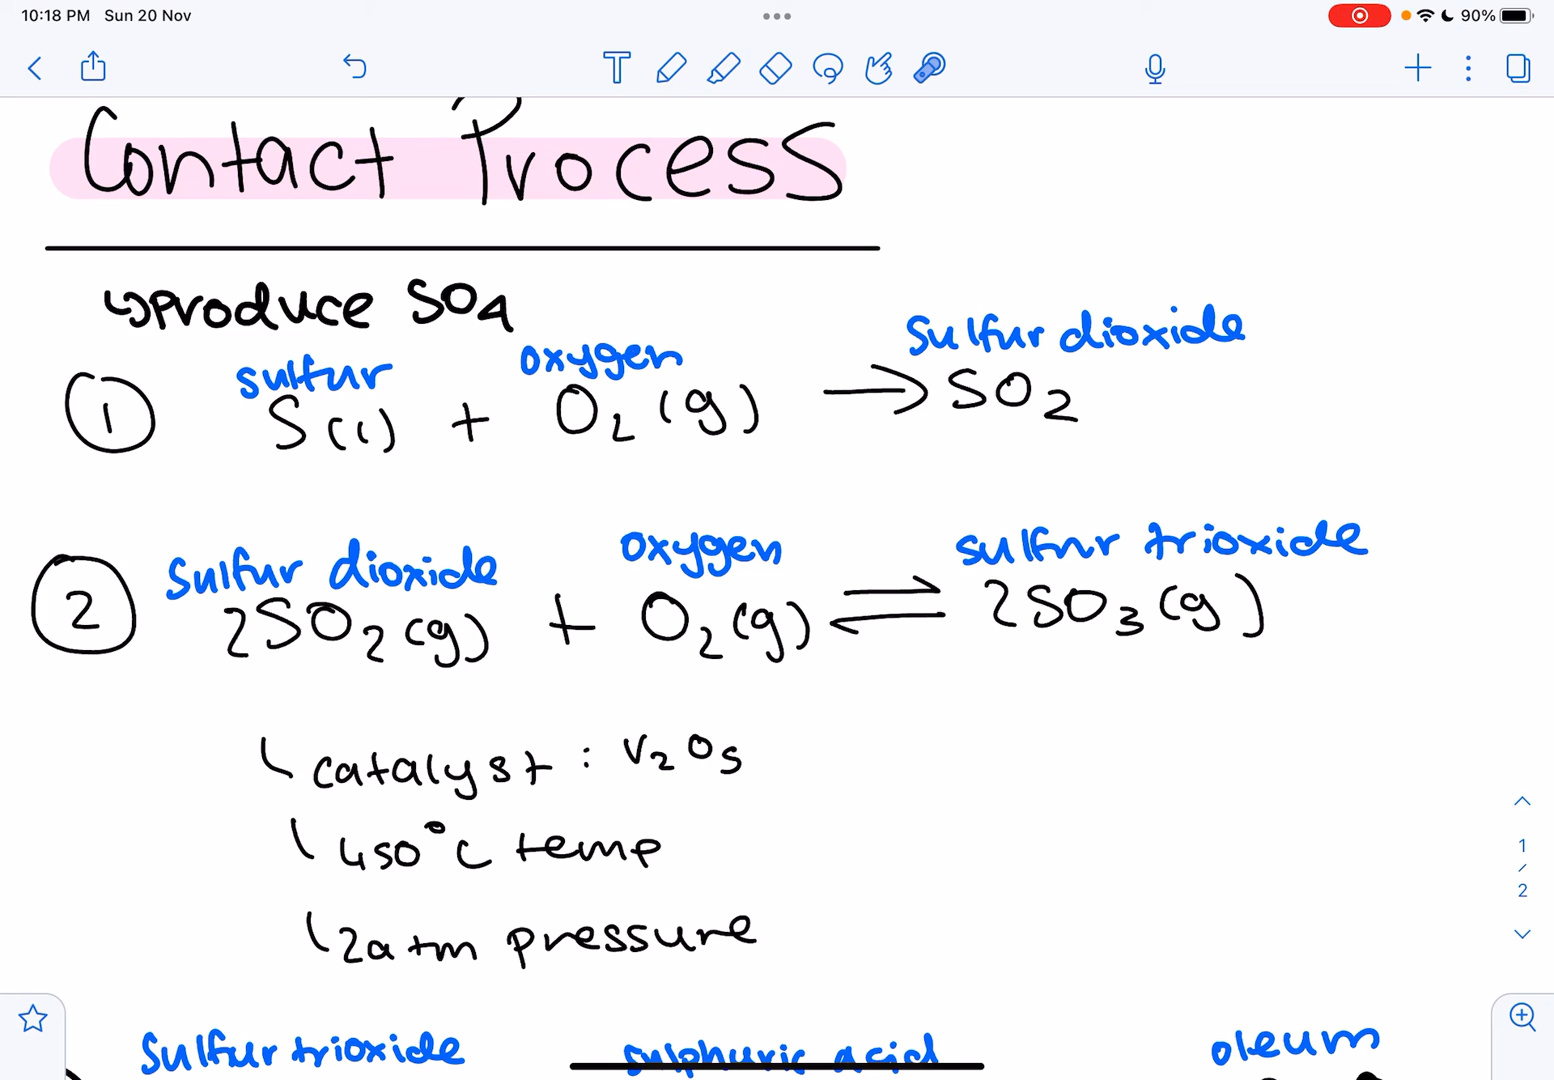 10:18 PM Sun 20 Nov
90%
Contact Process
↳produce SO4
sulfur oxygen sulfur dioxide
1 S(l) + O2 (g) → SO2
sulfur dioxide oxygen sulfur trioxide
2 2SO2(g) + O2(g) ⇌ 2SO3(g)
catalyst : V2O5
450°C temp
2atm pressure
1
/
2
sulfur trioxide sulphuric acid oleum